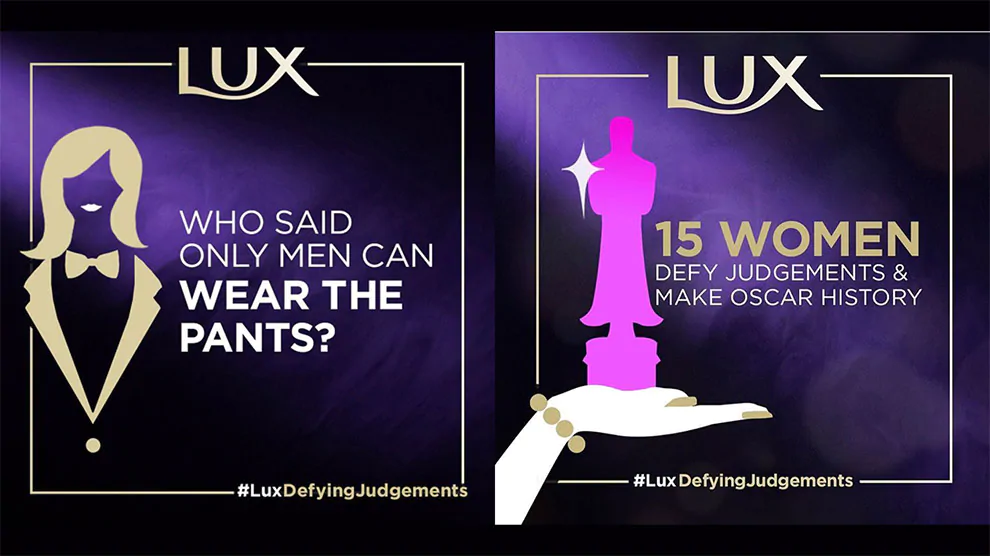 LUX
WHO SAID
ONLY MEN CAN
WEAR THE
PANTS?
#LuxDefyingJudgements
LUX
15 WOMEN
DEFY JUDGEMENTS &
MAKE OSCAR HISTORY
#LuxDefyingJudgements